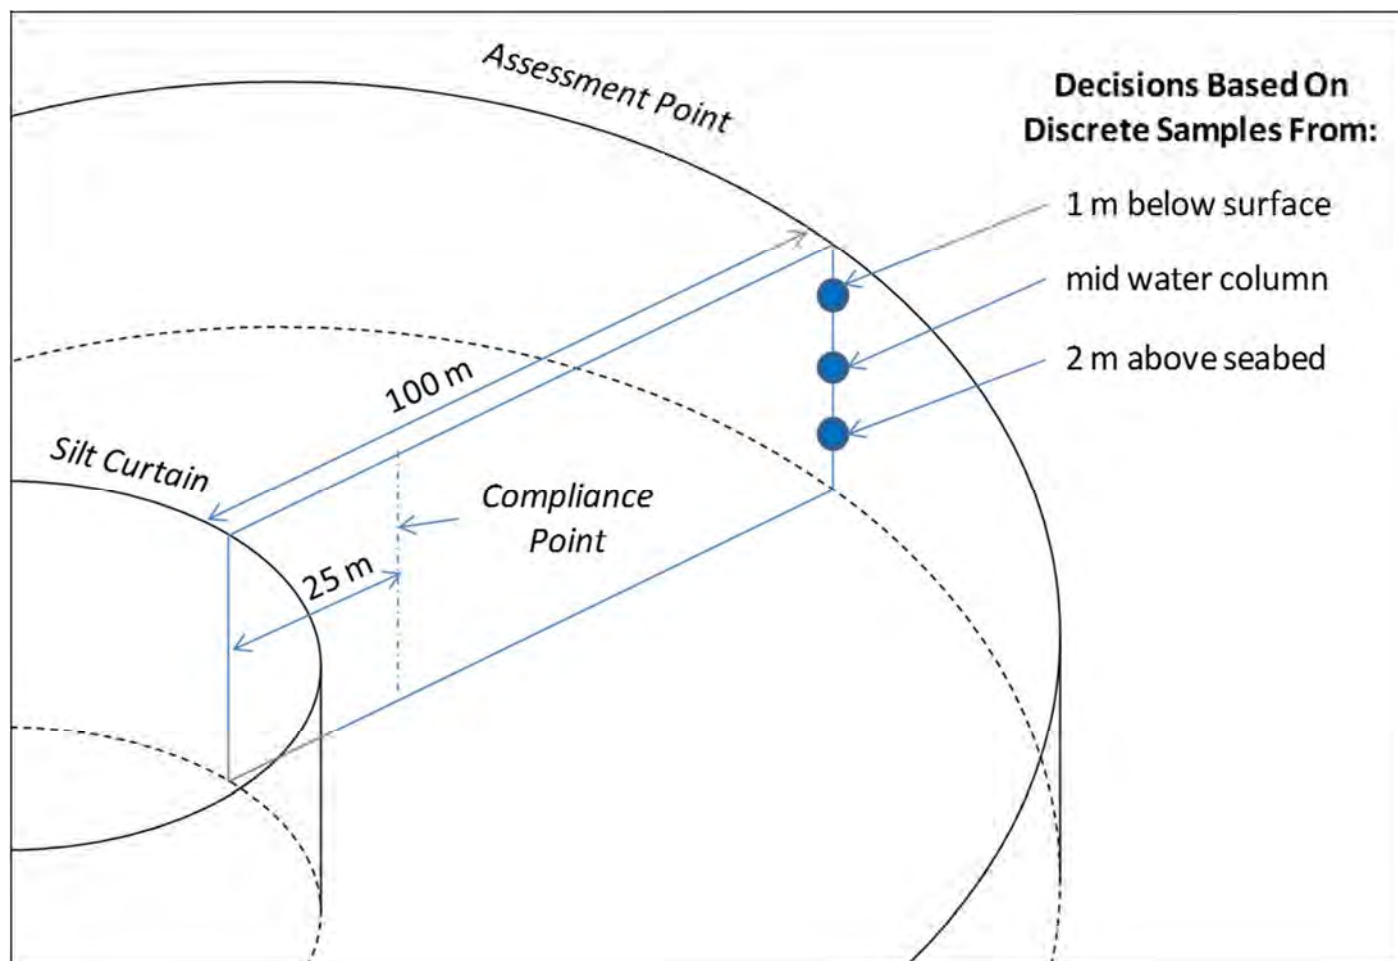 Assessment Point
Decisions Based On
Discrete Samples From:
1 m below surface
mid water column
2 m above seabed
100 m
Silt Curtain
Compliance
Point
25 m